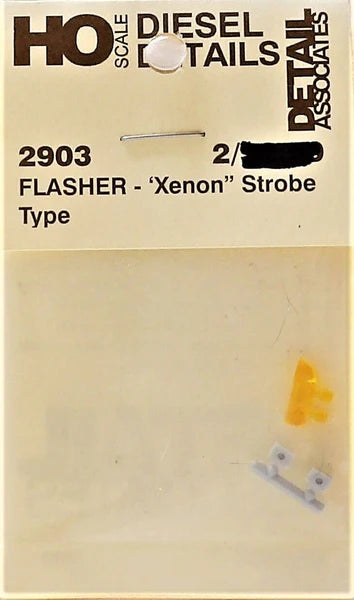 HO SCALE DIESEL
DETAILS
DETAIL
ASSOCIATES
2903 2/
FLASHER - ‘Xenon” Strobe
Type